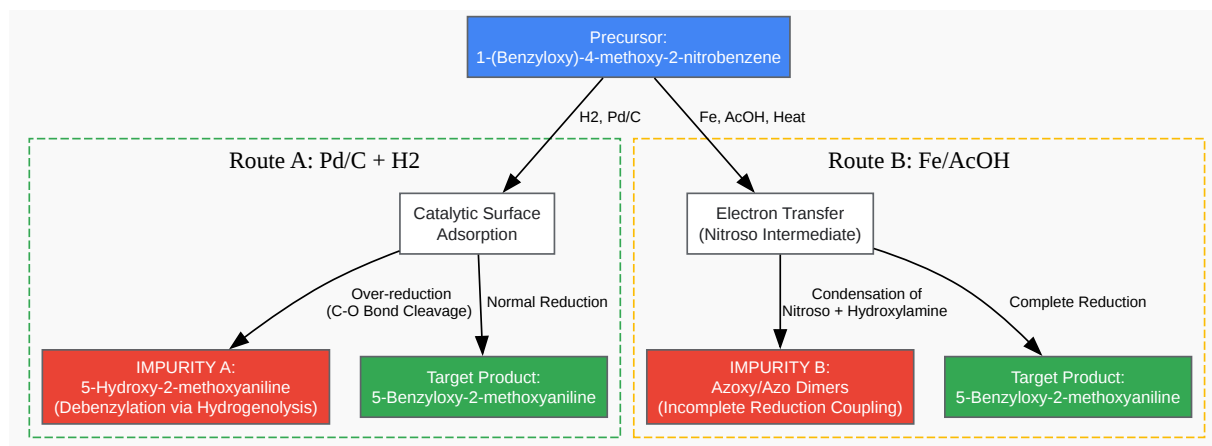 Precursor:
1-(Benzyloxy)-4-methoxy-2-nitrobenzene
H2, Pd/C
Fe, AcOH, Heat
Route A: Pd/C + H2
Route B: Fe/AcOH
Catalytic Surface
Adsorption
Electron Transfer
(Nitroso Intermediate)
Over-reduction
(C-O Bond Cleavage)
Normal Reduction
Condensation of
Nitroso + Hydroxylamine
Complete Reduction
IMPURITY A:
5-Hydroxy-2-methoxyaniline
(Debenzylation via Hydrogenolysis)
Target Product:
5-Benzyloxy-2-methoxyaniline
IMPURITY B:
Azoxy/Azo Dimers
(Incomplete Reduction Coupling)
Target Product:
5-Benzyloxy-2-methoxyaniline